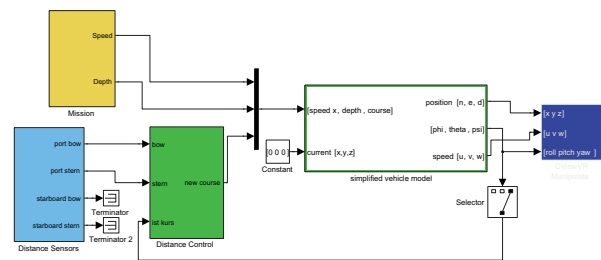 Speed
Depth
Mission
port bow
port stern
starboard bow
starboard stern
Distance Sensors
Terminator
Terminator 2
bow
stern
ist kurs
new course
Distance Control
[0 0 0]
Constant
[speed x , depth , course ]
current [x,y,z]
position [n, e, d]
[phi , theta , psi]
speed [u, v, w]
simplified vehicle model
Selector
[x y z]
[u v w]
[roll pitch yaw ]